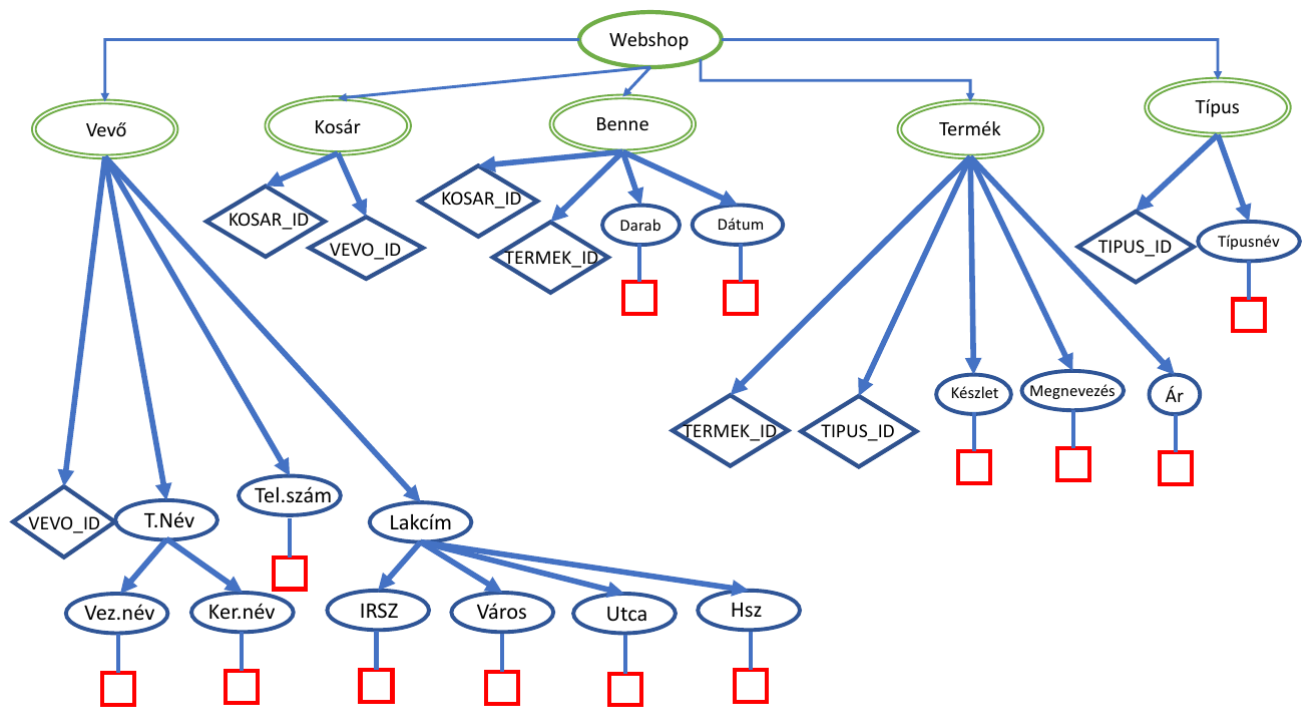 Webshop
Vevő
Kosár
Benne
Termék
Típus
KOSAR_ID
VEVO_ID
KOSAR_ID
TERMEK_ID
Darab
Dátum
TIPUS_ID
Típusnév
TERMEK_ID
TIPUS_ID
Készlet
Megnevezés
Ár
VEVO_ID
T.Név
Tel.szám
Lakcím
Vez.név
Ker.név
IRSZ
Város
Utca
Hsz